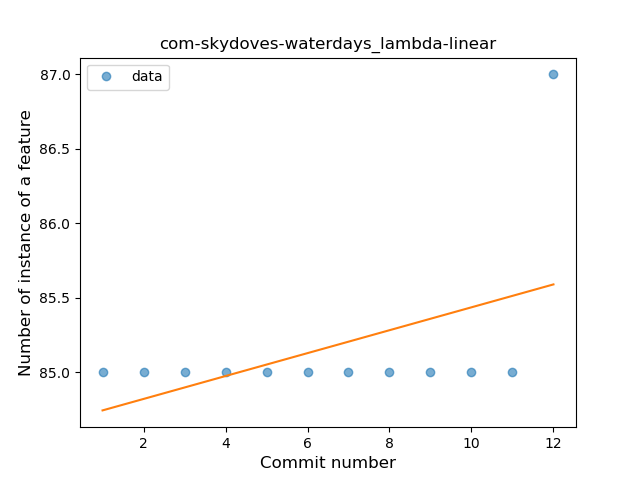 com-skydoves-waterdays_lambda-linear
data
87.0
86.5
86.0
85.5
85.0
Number of instance of a feature
2 4 6 8 10 12
Commit number